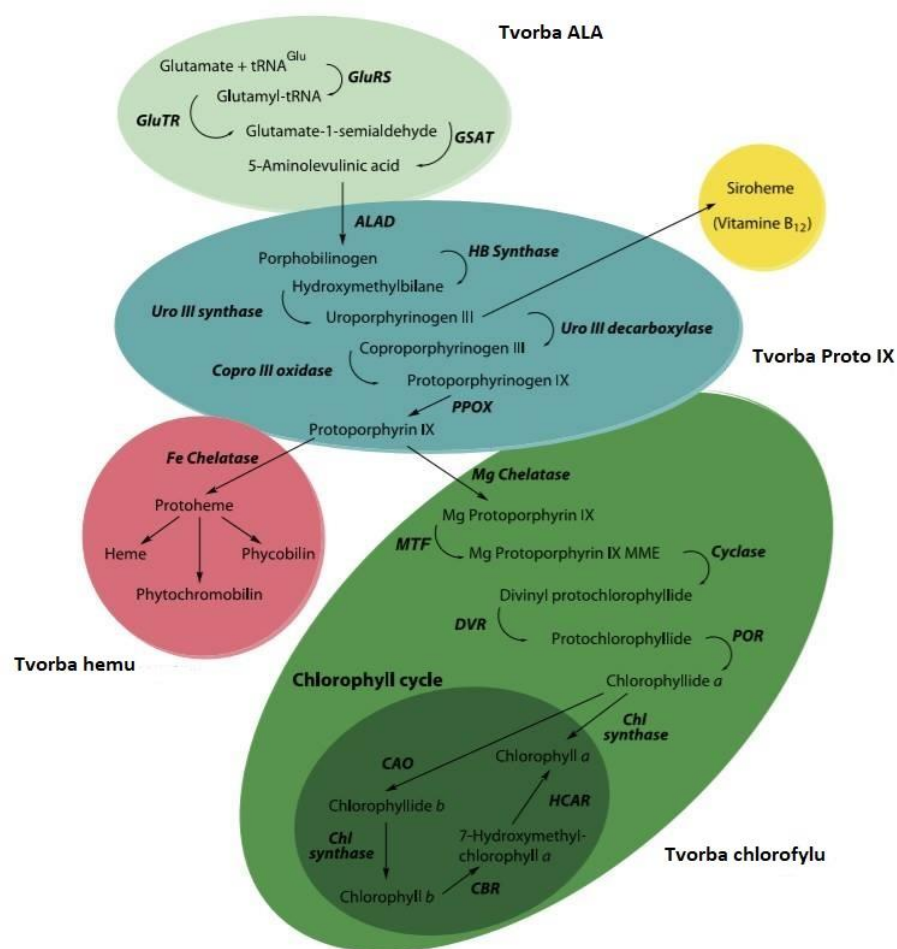 Tvorba ALA
Glutamate + tRNA^Glu
GluRS
Glutamyl-tRNA
GluTR
Glutamate-1-semialdehyde
GSAT
5-Aminolevulinic acid
ALAD
Siroheme
(Vitamine B12)
Porphobilinogen
HB Synthase
Hydroxymethylbilane
Uro III synthase
Uroporphyrinogen III
Uro III decarboxylase
Coproporphyrinogen III
Tvorba Proto IX
Copro III oxidase
Protoporphyrinogen IX
PPOX
Protoporphyrin IX
Fe Chelatase
Mg Chelatase
Protoheme
Mg Protoporphyrin IX
Heme
Phycobilin
MTF
Mg Protoporphyrin IX MME
Cyclase
Phytochromobilin
Divinyl protochlorophyllide
DVR
Protochlorophyllide
POR
Tvorba hemu
Chlorophyll cycle
Chlorophyllide a
Chl
synthase
CAO
Chlorophyll a
Chlorophyllide b
HCAR
Chl
synthase
7-Hydroxymethyl-
chlorophyll a
Tvorba chlorofylu
Chlorophyll b
CBR